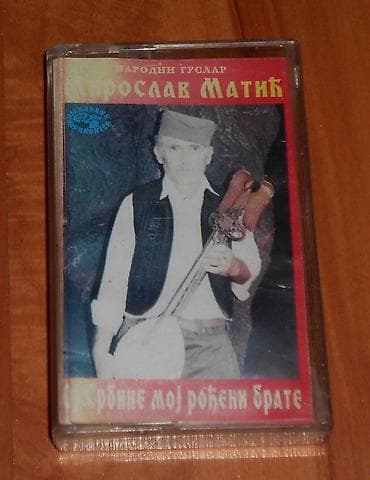 НАРОДНИ ГУСЛАР
Мирослав Матић
Србине мој рођени брате